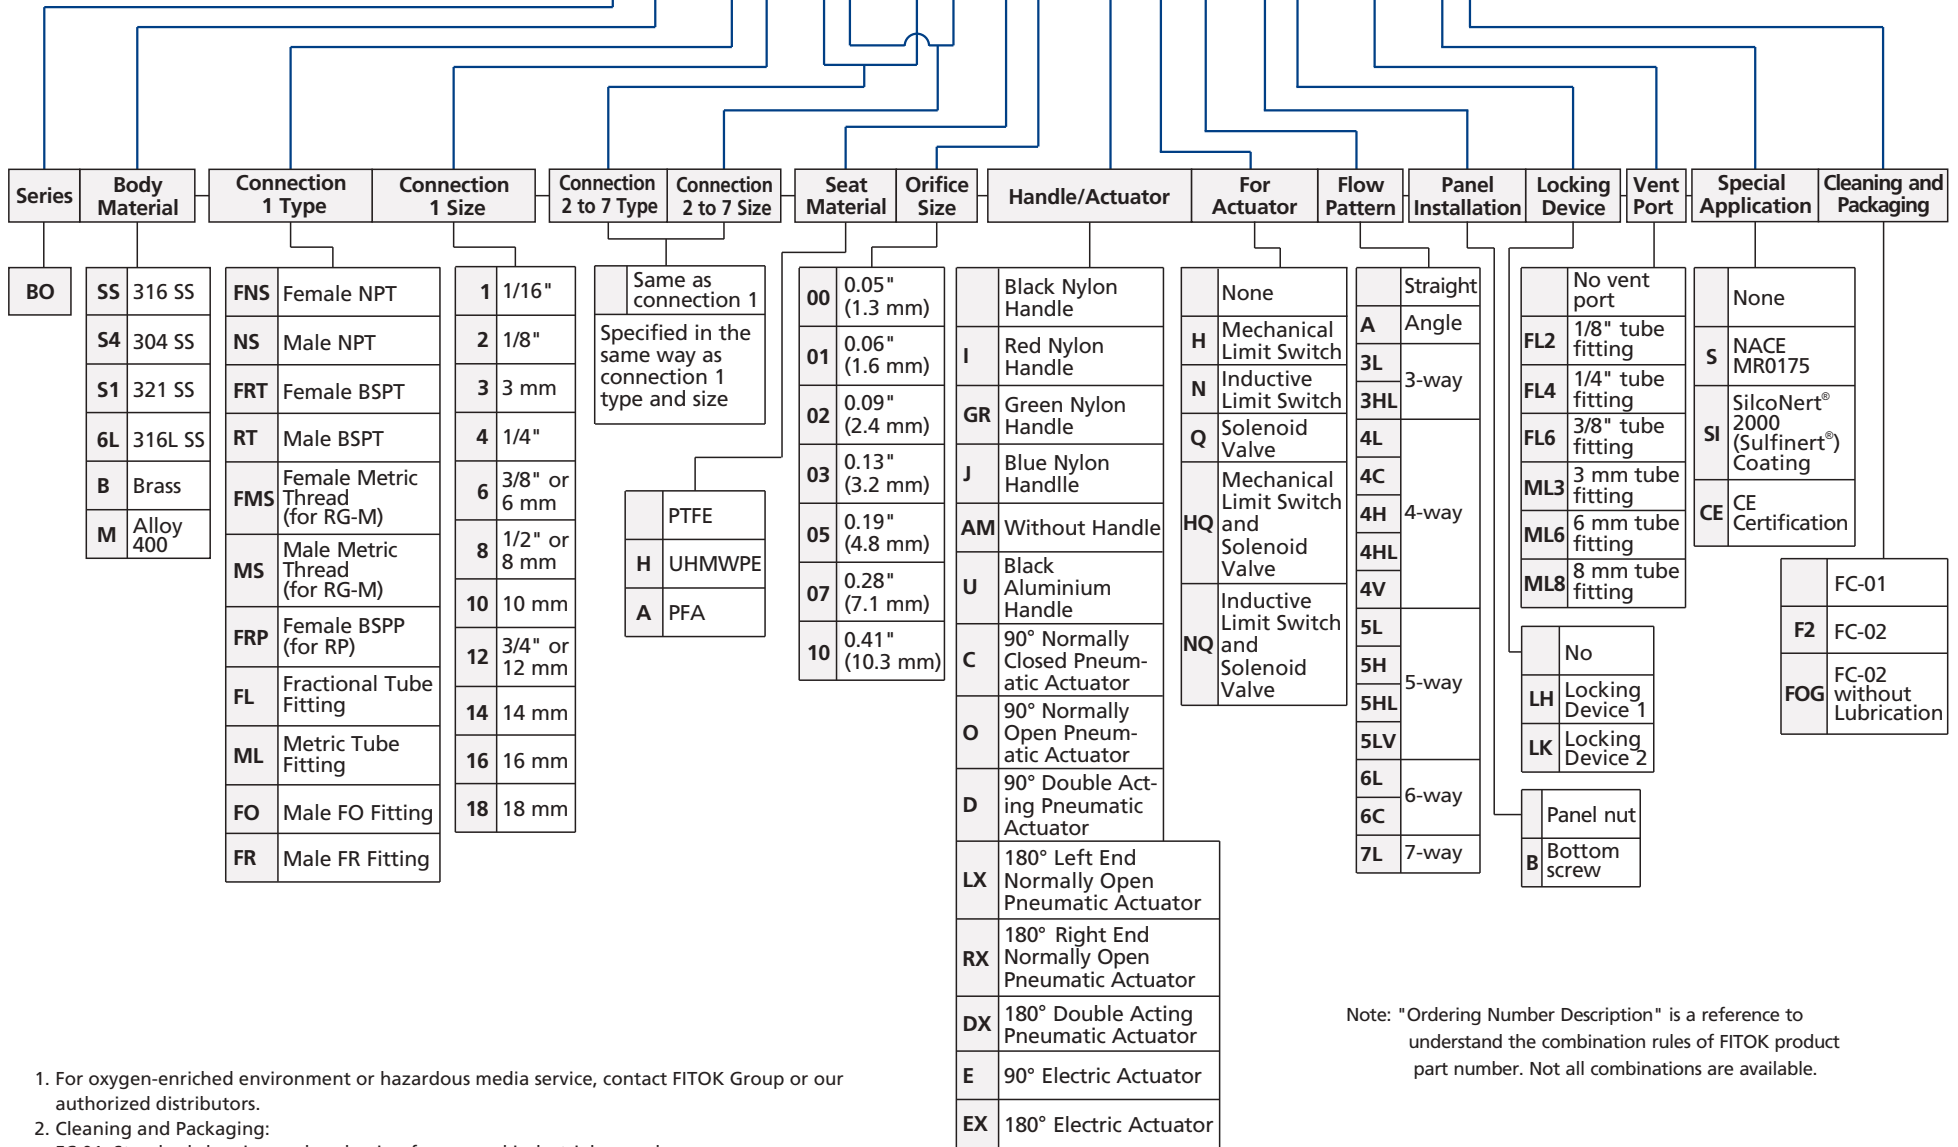 Series
Body
Material
Connection
1 Type
Connection
1 Size
Connection
2 to 7 Type
Connection
2 to 7 Size
Seat
Material
Orifice
Size
Handle/Actuator
For
Actuator
Flow
Pattern
Panel
Installation
Locking
Device
Vent
Port
Special
Application
Cleaning and
Packaging
BO
SS 316 SS
S4 304 SS
S1 321 SS
6L 316L SS
B Brass
M Alloy
400
FNS Female NPT
NS Male NPT
FRT Female BSPT
RT Male BSPT
FMS Female Metric
Thread
(for RG-M)
MS Male Metric
Thread
(for RG-M)
FRP Female BSPP
(for RP)
FL Fractional Tube
Fitting
ML Metric Tube
Fitting
FO Male FO Fitting
FR Male FR Fitting
1 1/16"
2 1/8"
3 3 mm
4 1/4"
6 3/8" or
6 mm
8 1/2" or
8 mm
10 10 mm
12 3/4" or
12 mm
14 14 mm
16 16 mm
18 18 mm
Same as
connection 1
Specified in the
same way as
connection 1
type and size
PTFE
H UHMWPE
A PFA
00 0.05"
(1.3 mm)
01 0.06"
(1.6 mm)
02 0.09"
(2.4 mm)
03 0.13"
(3.2 mm)
05 0.19"
(4.8 mm)
07 0.28"
(7.1 mm)
10 0.41"
(10.3 mm)
Black Nylon
Handle
I Red Nylon
Handle
GR Green Nylon
Handle
J Blue Nylon
Handlle
AM Without Handle
U Black
Aluminium
Handle
C 90° Normally
Closed Pneum-
atic Actuator
O 90° Normally
Open Pneum-
atic Actuator
D 90° Double Act-
ing Pneumatic
Actuator
LX 180° Left End
Normally Open
Pneumatic Actuator
RX 180° Right End
Normally Open
Pneumatic Actuator
DX 180° Double Acting
Pneumatic Actuator
E 90° Electric Actuator
EX 180° Electric Actuator
None
H Mechanical
Limit Switch
N Inductive
Limit Switch
Q Solenoid
Valve
HQ Mechanical
Limit Switch
and
Solenoid
Valve
NQ Inductive
Limit Switch
and
Solenoid
Valve
Straight
A Angle
3L
3HL
3-way
4L
4C
4H
4HL
4V
4-way
5L
5H
5HL
5LV
5-way
6L
6C
6-way
7L 7-way
No vent
port
FL2 1/8" tube
fitting
FL4 1/4" tube
fitting
FL6 3/8" tube
fitting
ML3 3 mm tube
fitting
ML6 6 mm tube
fitting
ML8 8 mm tube
fitting
No
LH Locking
Device 1
LK Locking
Device 2
Panel nut
B Bottom
screw
None
S NACE
MR0175
SI SilcoNert®
2000
(Sulfinert®)
Coating
CE CE
Certification
FC-01
F2 FC-02
FOG FC-02
without
Lubrication
Note: "Ordering Number Description" is a reference to
understand the combination rules of FITOK product
part number. Not all combinations are available.
1. For oxygen-enriched environment or hazardous media service, contact FITOK Group or our
authorized distributors.
2. Cleaning and Packaging: